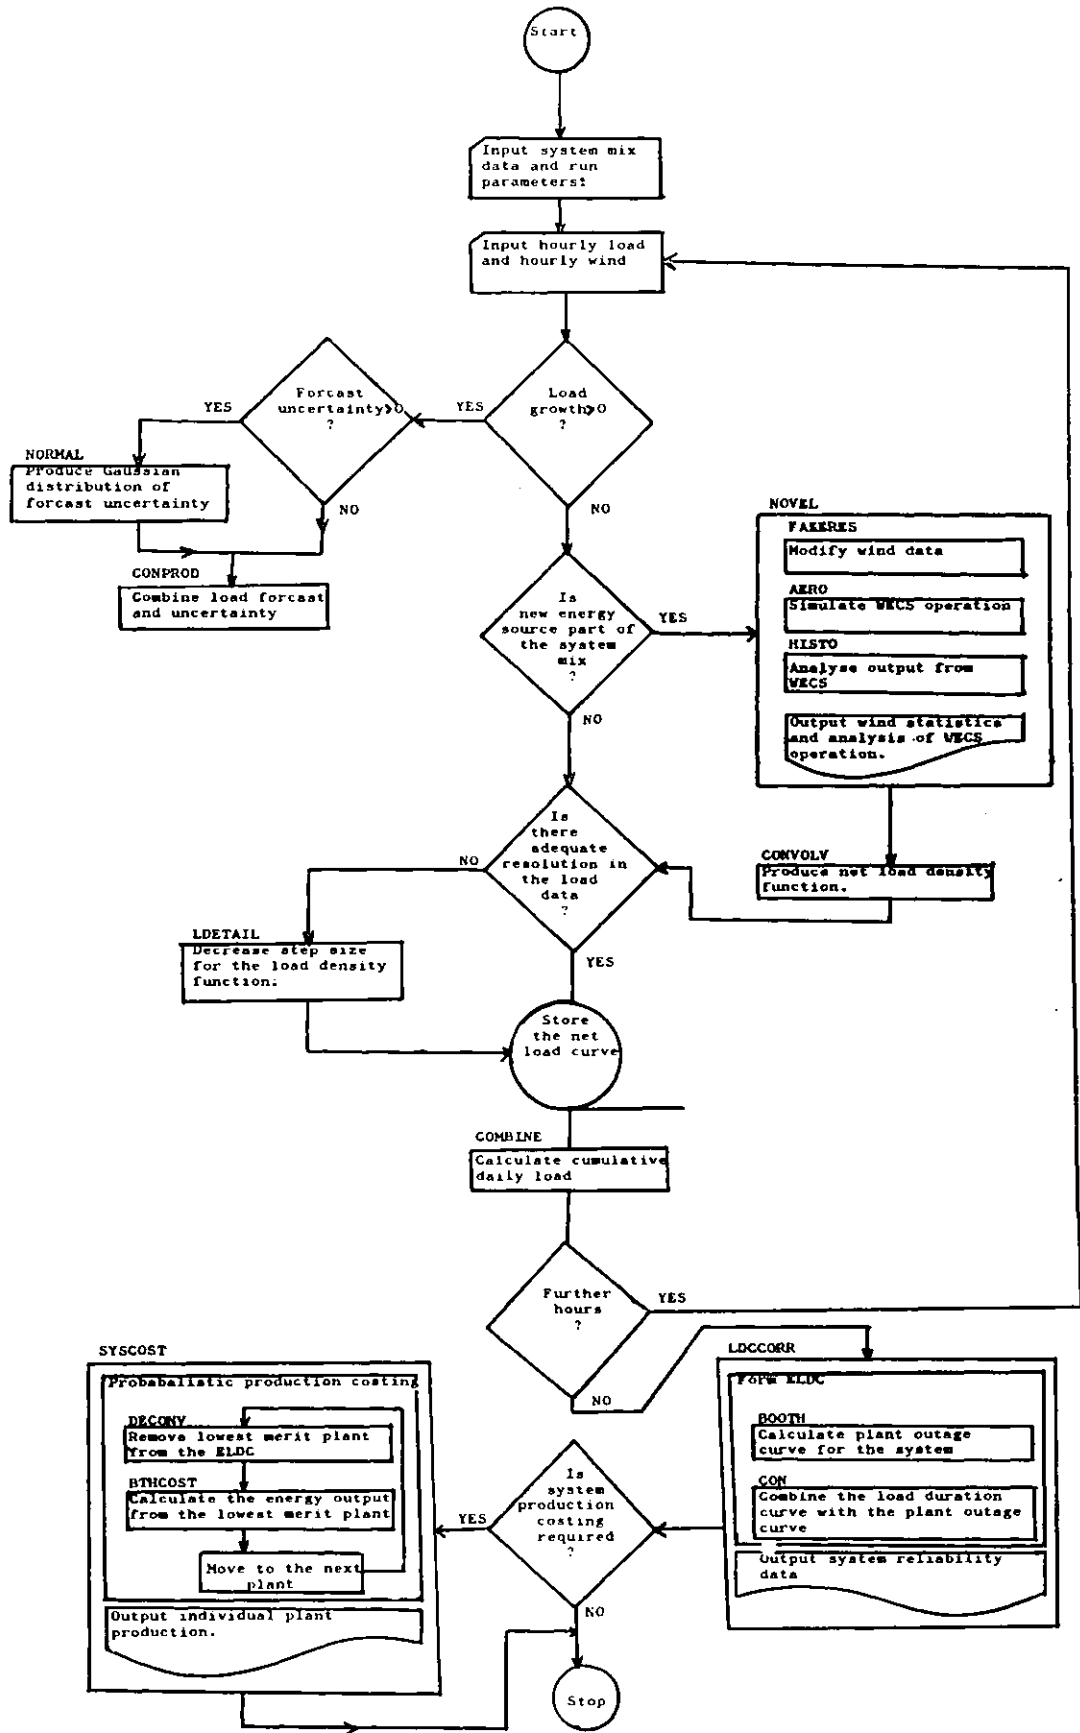 Start
Input system mix
data and run
parameters:
Input hourly load
and hourly wind
Forcast
uncertainty>0
?
YES
YES
Load
growth>0
?
NORMAL
Produce Gaussian
distribution of
forcast uncertainty
NO
NO
CONPROD
Combine load forcast
and uncertainty
NOVEL
FAKERES
Modify wind data
AERO
Simulate WECS operation
HISTO
Analyse output from
WECS
Output wind statistics
and analysis of WECS
operation.
Is
new energy
source part of
the system
mix
?
YES
NO
Is
there
adequate
resolution in
the load
data
?
NO
CONVOLV
Produce net load density
function.
LDETAIL
Decrease step size
for the load density
function.
YES
Store
the net
load curve
COMBINE
Calculate cumulative
daily load
Further
hours
?
YES
NO
SYSCOST
Probabalistic production costing
DECONV
Remove lowest merit plant
from the ELDC
BTHCOST
Calculate the energy output
from the lowest merit plant
Move to the next
plant
Output individual plant
production.
YES
Is
system
production
costing
required
?
NO
LDCCORR
Form ELDC
BOOTH
Calculate plant outage
curve for the system
CON
Combine the load duration
curve with the plant outage
curve
Output system reliability
data
Stop